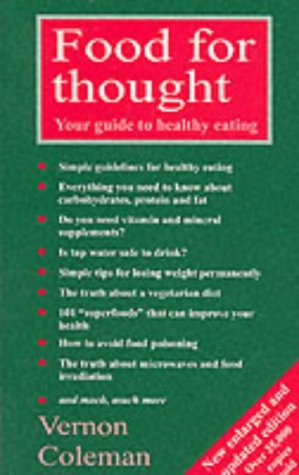 Food for
thought
Your guide to healthy eating
Simple guidelines for healthy eating
Everything you need to know about
carbohydrates, protein and fat
Do you need vitamin and mineral
supplements?
Is tap water safe to drink?
Simple tips for losing weight permanently
The truth about a vegetarian diet
101 "superfoods" that can improve your
health
How to avoid food poisoning
The truth about microwaves and food
irradiation
and much, much more
Vernon
Coleman
New enlarged and
updated edition
Over
copies